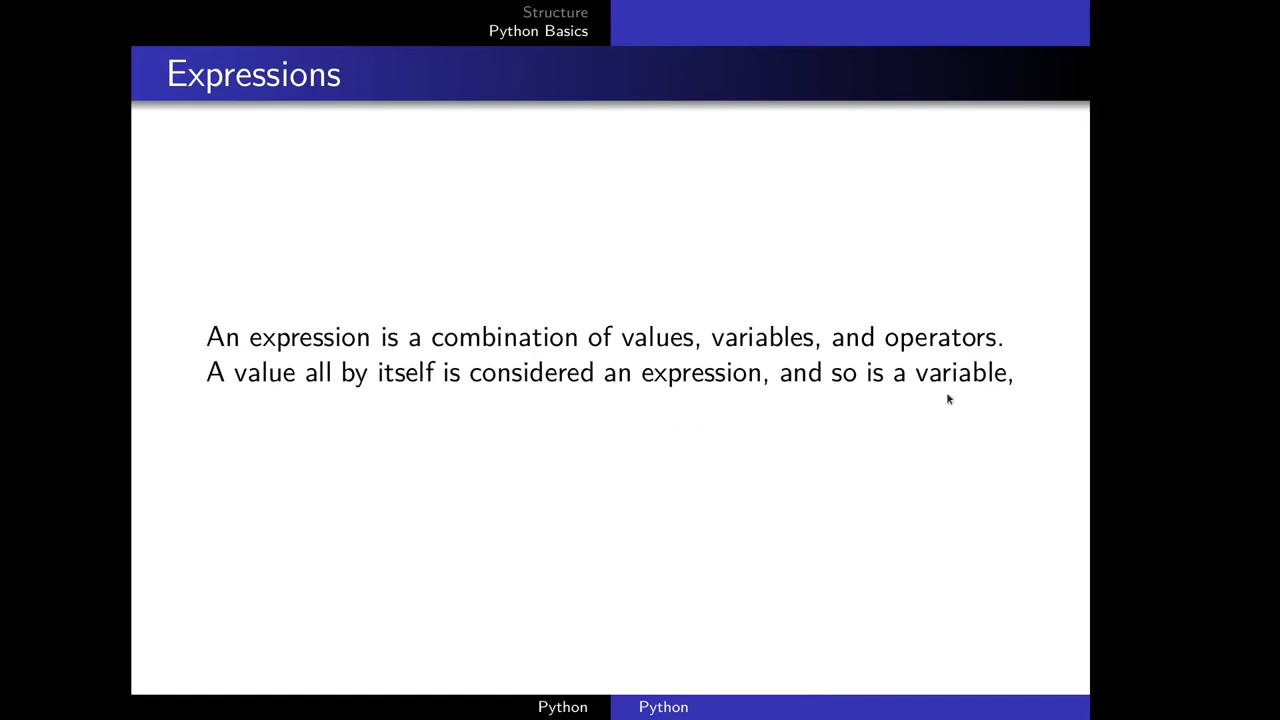 Structure
Python Basics
Expressions
An expression is a combination of values, variables, and operators.
A value all by itself is considered an expression, and so is a variable,
Python
Python